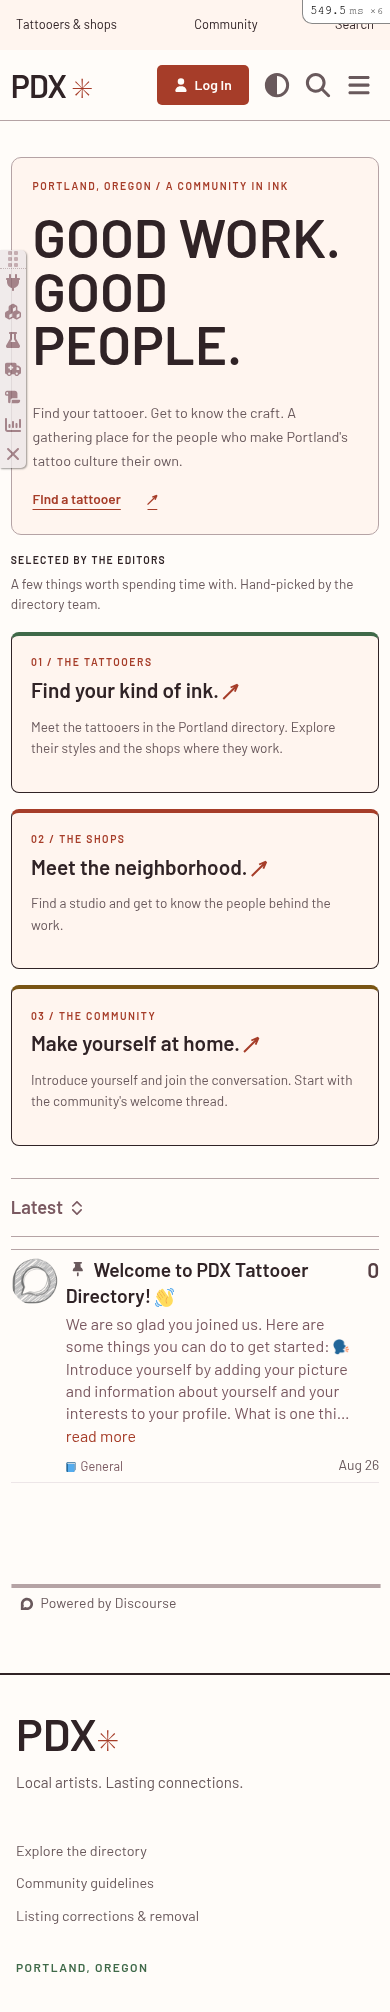 Tattooers & shops
Community
Search
549.5 ms ×6
PDX
Log In
PORTLAND, OREGON / A COMMUNITY IN INK
GOOD WORK.
GOOD
PEOPLE.
Find your tattooer. Get to know the craft. A
gathering place for the people who make Portland's
tattoo culture their own.
Find a tattooer
SELECTED BY THE EDITORS
A few things worth spending time with. Hand-picked by the
directory team.
01 / THE TATTOOERS
Find your kind of ink.
Meet the tattooers in the Portland directory. Explore
their styles and the shops where they work.
02 / THE SHOPS
Meet the neighborhood.
Find a studio and get to know the people behind the
work.
03 / THE COMMUNITY
Make yourself at home.
Introduce yourself and join the conversation. Start with
the community's welcome thread.
Latest
Welcome to PDX Tattooer
Directory! 👋
0
We are so glad you joined us. Here are
some things you can do to get started: 🗣️
Introduce yourself by adding your picture
and information about yourself and your
interests to your profile. What is one thi…
read more
General
Aug 26
Powered by Discourse
PDX
Local artists. Lasting connections.
Explore the directory
Community guidelines
Listing corrections & removal
PORTLAND, OREGON